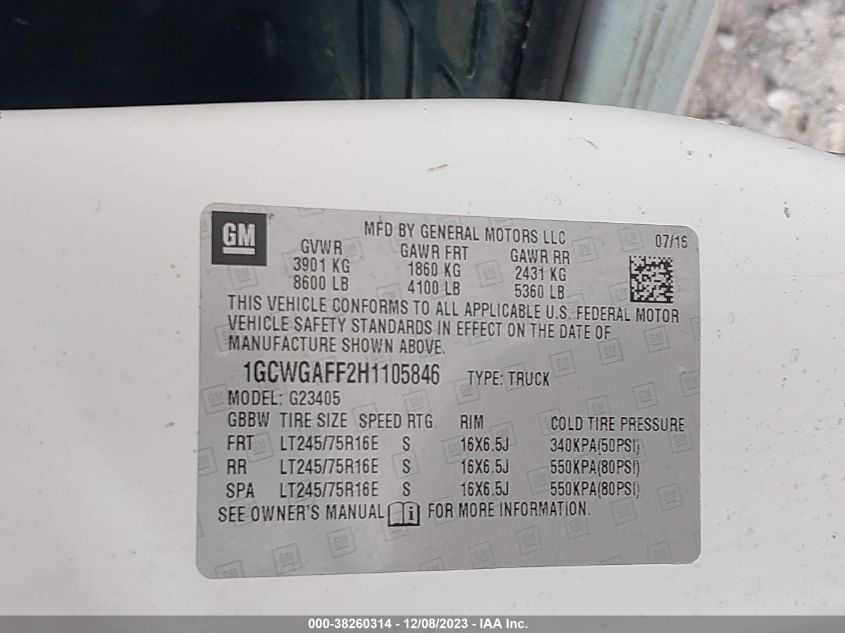 GM
MFD BY GENERAL MOTORS LLC
07/16
GVWR GAWR FRT GAWR RR
3901 KG 1860 KG 2431 KG
8600 LB 4100 LB 5360 LB
THIS VEHICLE CONFORMS TO ALL APPLICABLE U.S. FEDERAL MOTOR
VEHICLE SAFETY STANDARDS IN EFFECT ON THE DATE OF
MANUFACTURE SHOWN ABOVE.
1GCWGAFF2H1105846 TYPE: TRUCK
MODEL: G23405
GBBW TIRE SIZE SPEED RTG RIM COLD TIRE PRESSURE
FRT LT245/75R16E S 16X6.5J 340KPA(50PSI)
RR LT245/75R16E S 16X6.5J 550KPA(80PSI)
SPA LT245/75R16E S 16X6.5J 550KPA(80PSI)
SEE OWNER'S MANUAL FOR MORE INFORMATION.
000-38260314 - 12/08/2023 - IAA Inc.